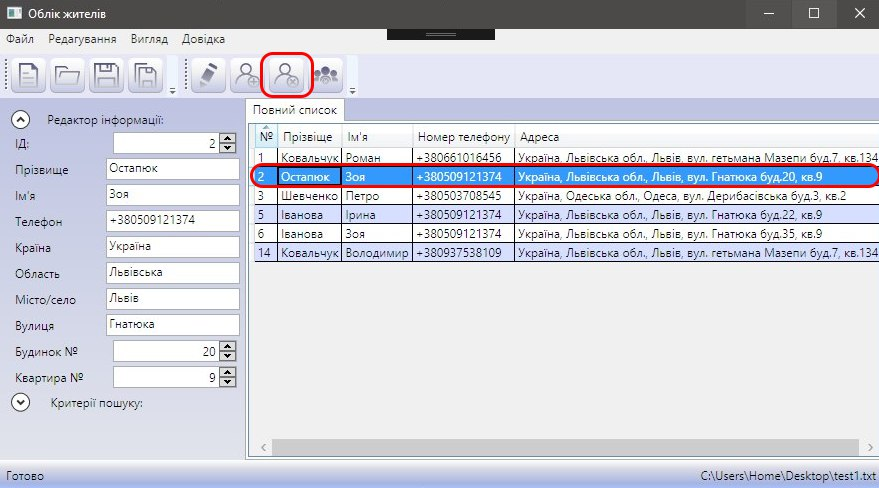 Облік жителів
Файл Редагування Вигляд Довідка
Редактор інформації:
ІД: 2
Прізвище Остапюк
Ім'я Зоя
Телефон +380509121374
Країна Україна
Область Львівська
Місто/село Львів
Вулиця Гнатюка
Будинок № 20
Квартира № 9
Критерії пошуку:
Повний список
№ Прізвіще Ім'я Номер телефону Адреса
1 Ковальчук Роман +380661016456 Україна, Львівська обл., Львів, вул. гетьмана Мазепи буд.7, кв.134
2 Остапюк Зоя +380509121374 Україна, Львівська обл., Львів, вул. Гнатюка буд.20, кв.9
3 Шевченко Петро +380503708545 Україна, Одеська обл., Одеса, вул. Дерибасівська буд.3, кв.2
5 Іванова Ірина +380509121374 Україна, Львівська обл., Львів, вул. Гнатюка буд.22, кв.9
6 Іванова Зоя +380509121374 Україна, Львівська обл., Львів, вул. Гнатюка буд.35, кв.9
14 Ковальчук Володимир +380937538109 Україна, Львівська обл., Львів, вул. гетьмана Мазепи буд.7, кв.134
Готово C:\Users\Home\Desktop\test1.txt